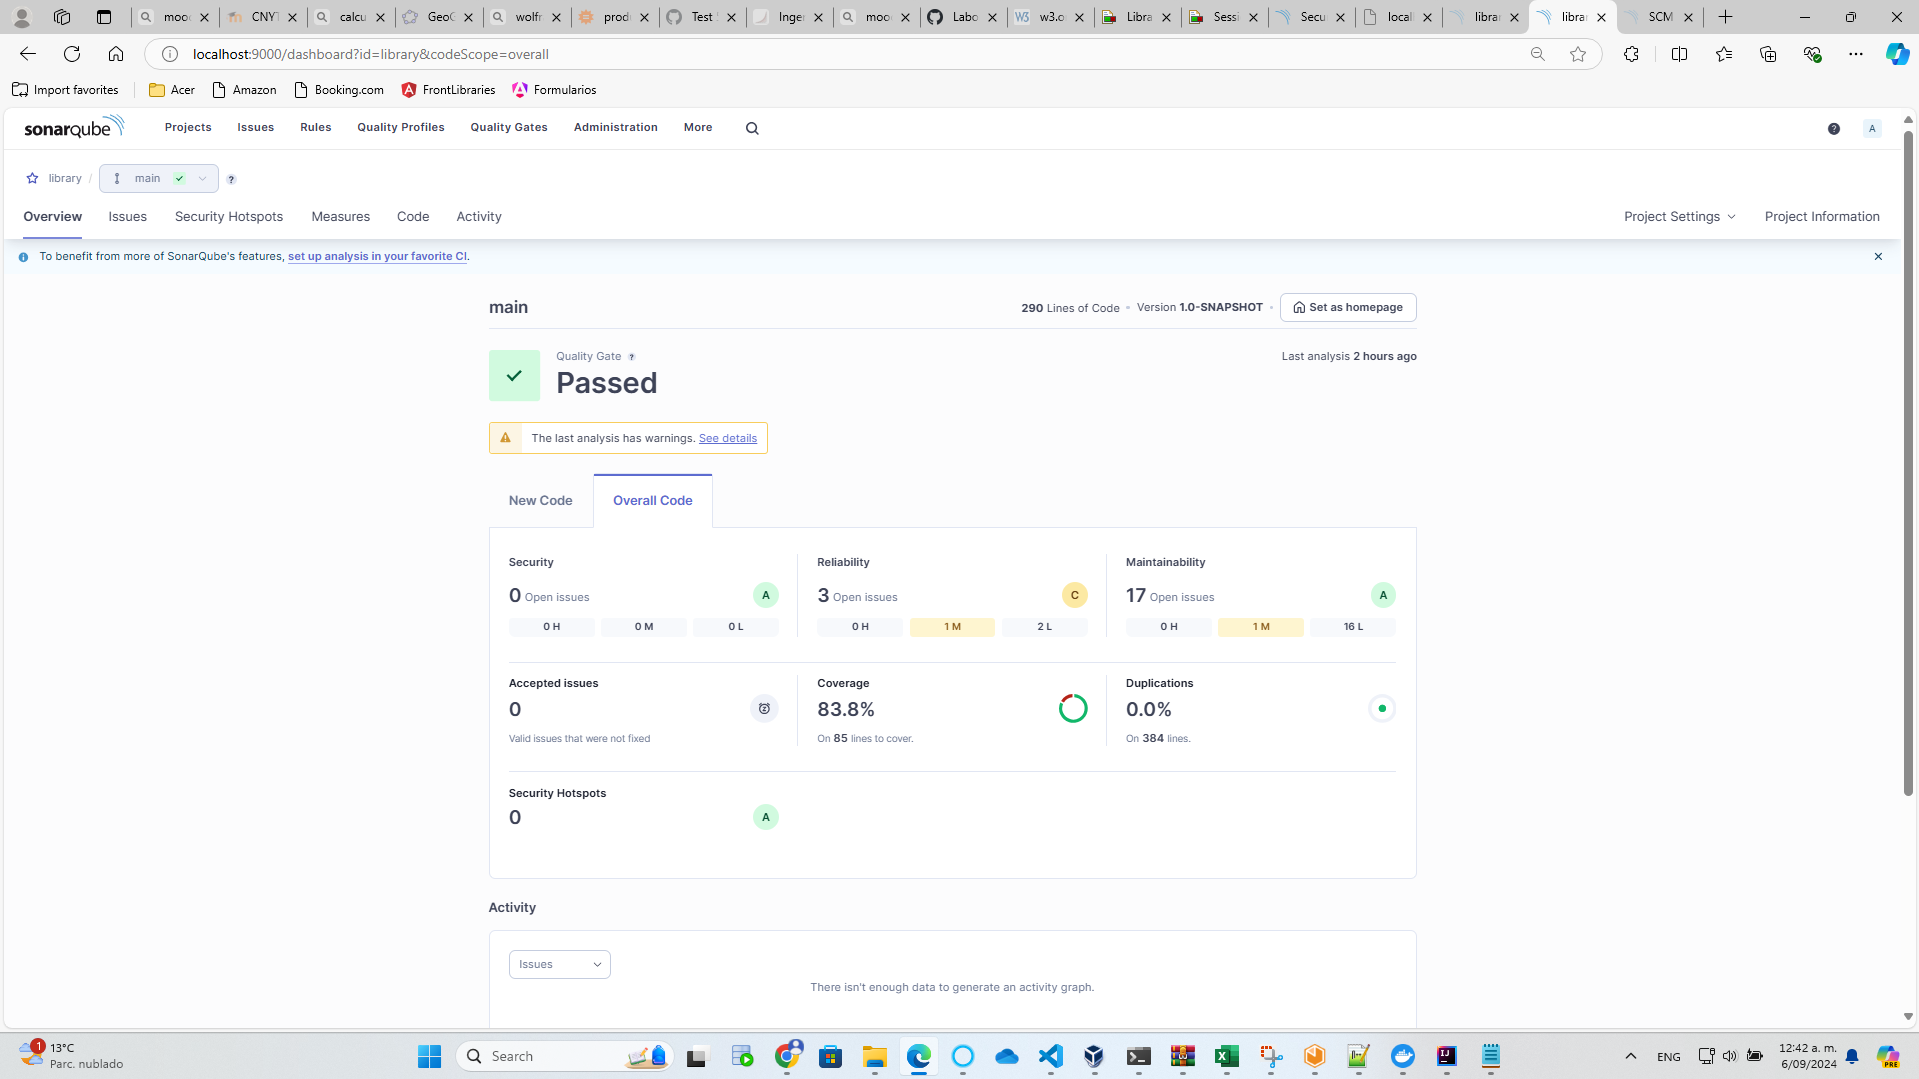 mooc
CNYT
calcu
GeoG
wolfr
prod
Test
Inger
mooc
Labo
w3.o
Libra
Sessi
Secu
local
librar
librar
SCM
localhost:9000/dashboard?id=library&codeScope=overall
Import favorites
Acer
Amazon
Booking.com
FrontLibraries
Formularios
sonarqube
Projects
Issues
Rules
Quality Profiles
Quality Gates
Administration
More
A
library / main
Overview
Issues
Security Hotspots
Measures
Code
Activity
Project Settings
Project Information
To benefit from more of SonarQube's features, set up analysis in your favorite CI.
main
290 Lines of Code
Version 1.0-SNAPSHOT
Set as homepage
Quality Gate
Passed
Last analysis 2 hours ago
The last analysis has warnings. See details
New Code
Overall Code
Security
0 Open issues
A
0 H
0 M
0 L
Reliability
3 Open issues
C
0 H
1 M
2 L
Maintainability
17 Open issues
A
0 H
1 M
16 L
Accepted issues
0
Valid issues that were not fixed
Coverage
83.8%
On 85 lines to cover.
Duplications
0.0%
On 384 lines.
Security Hotspots
0
A
Activity
Issues
There isn't enough data to generate an activity graph.
1
13°C
Parc. nublado
Search
ENG
12:42 a. m.
6/09/2024
PRE